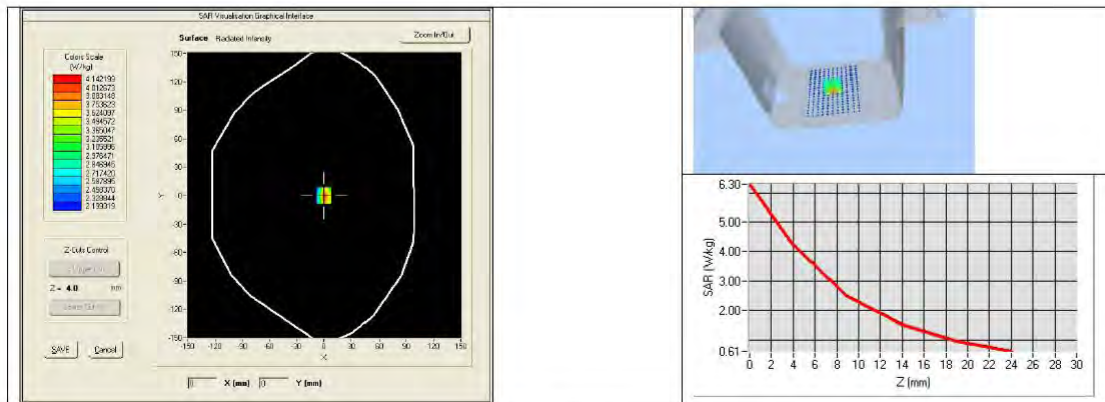 SAR Visualisation Graphical Interface
Surface Radiated Intensity
Zoom In/Out
Colors Scale
(W/kg)
4.142199
4.012673
3.883148
3.753623
3.624097
3.494572
3.365047
3.235521
3.105996
2.976471
2.846945
2.717420
2.587895
2.458370
2.328844
2.199319
Z-Cuts Control
Z = 4.0 mm
SAVE
Cancel
150
120
90
60
30
0
-30
-60
-90
-120
-150
Y
-150 -120 -90 -60 -30 0 30 60 90 120 150
X
0 X (mm) 0 Y (mm)
6.30
5.00
4.00
3.00
2.00
0.61
SAR (W/kg)
0 2 4 6 8 10 12 14 16 18 20 22 24 26 28 30
Z (mm)